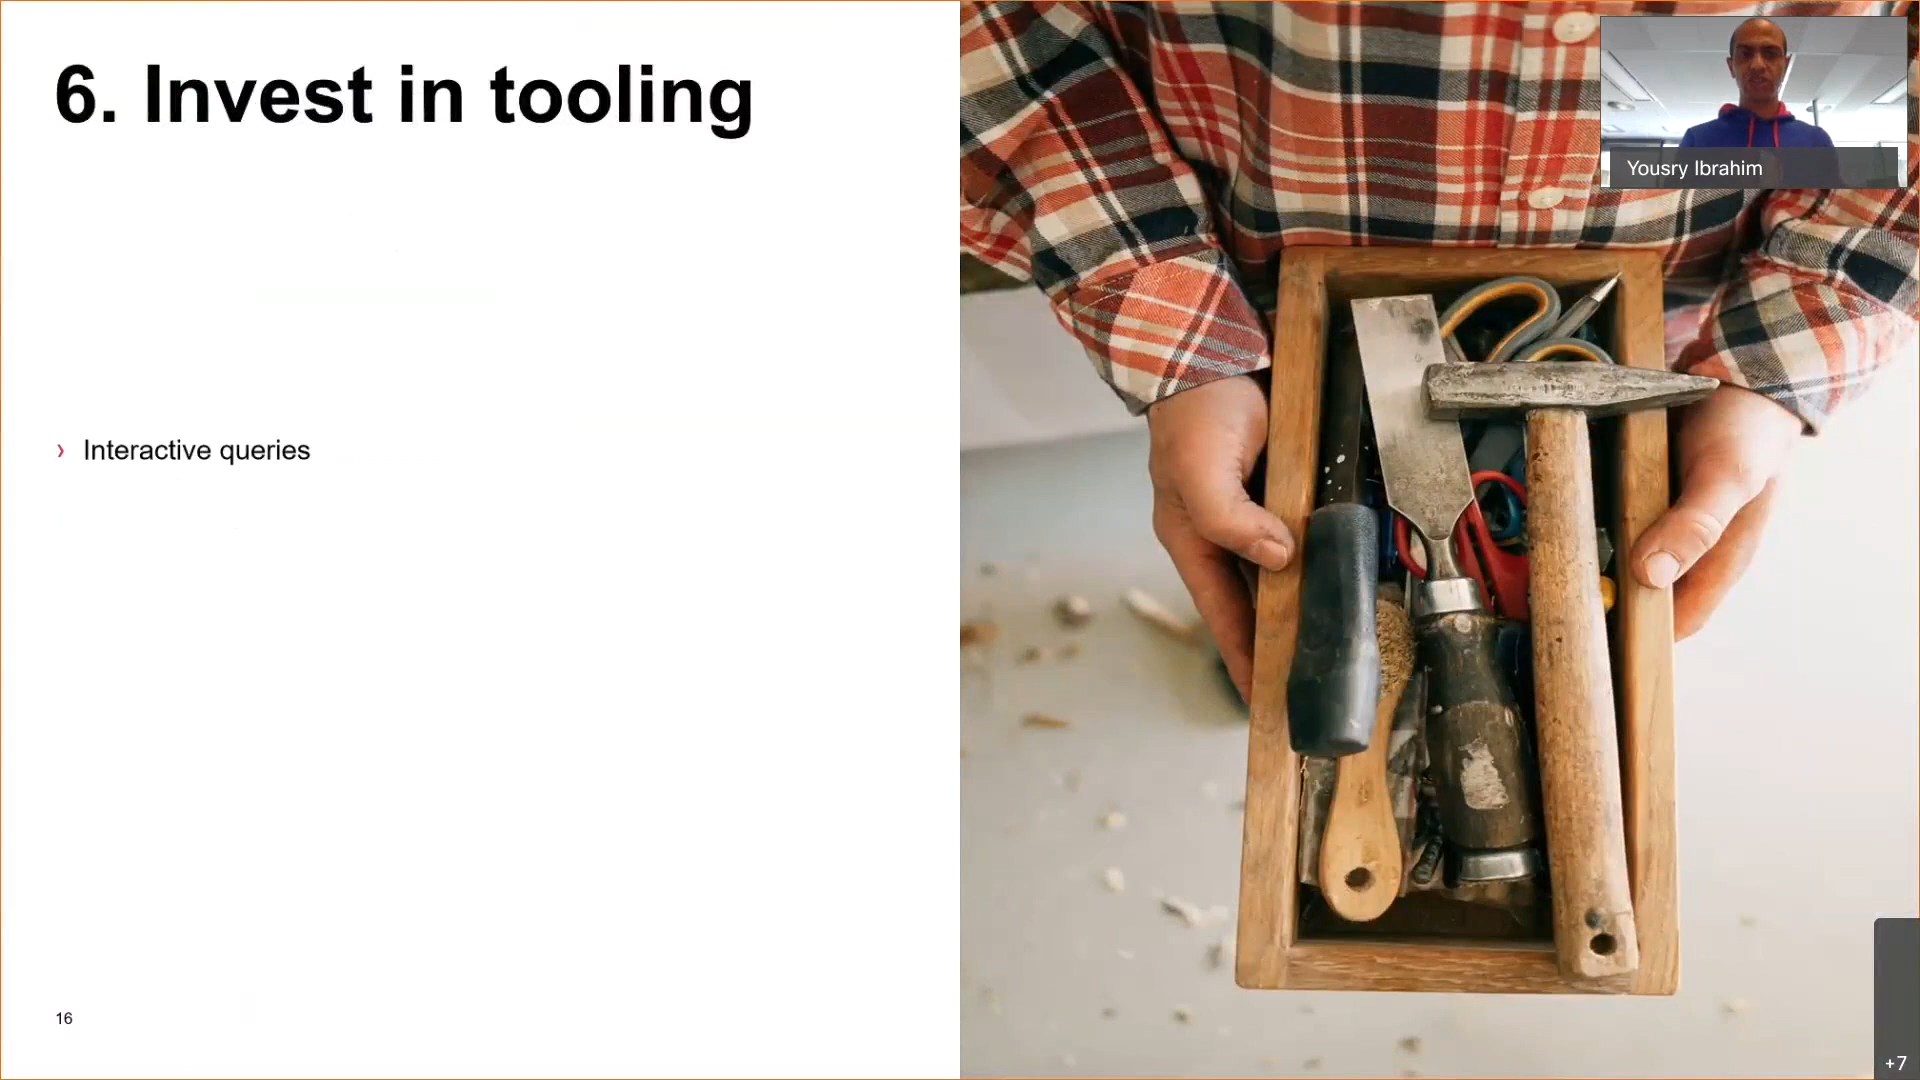 6. Invest in tooling
Yousry Ibrahim
› Interactive queries
16
+7